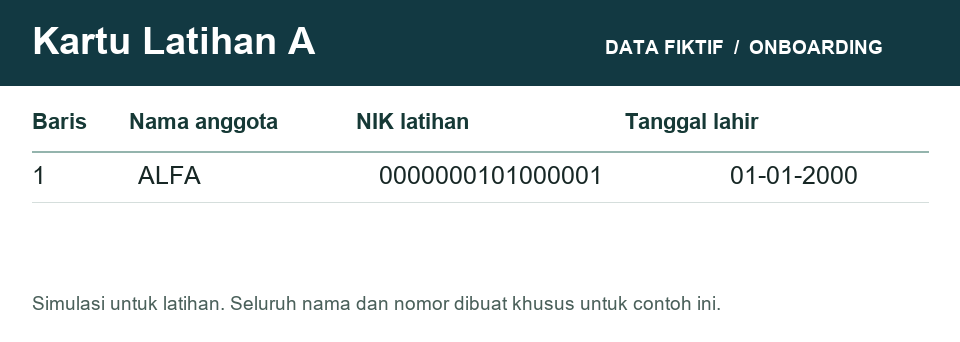 Kartu Latihan A
DATA FIKTIF / ONBOARDING
Baris Nama anggota NIK latihan Tanggal lahir
1 ALFA 0000000101000001 01-01-2000
Simulasi untuk latihan. Seluruh nama dan nomor dibuat khusus untuk contoh ini.